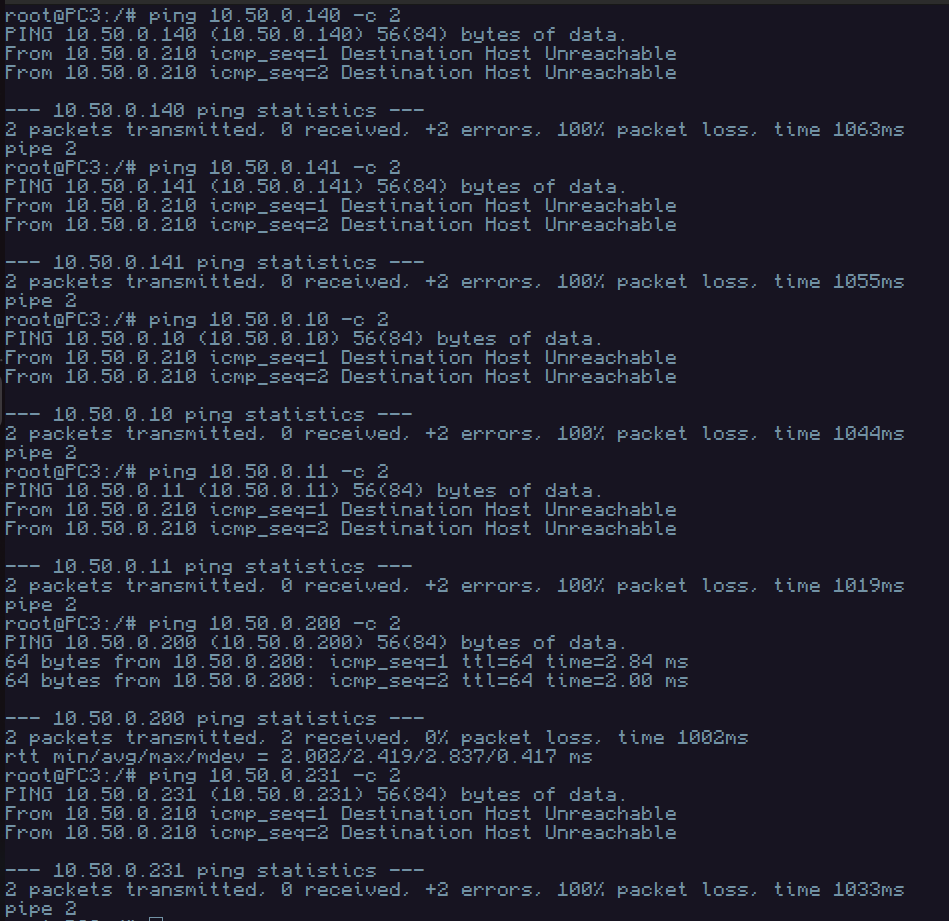 root@PC3:/# ping 10.50.0.140 -c 2
PING 10.50.0.140 (10.50.0.140) 56(84) bytes of data.
From 10.50.0.210 icmp_seq=1 Destination Host Unreachable
From 10.50.0.210 icmp_seq=2 Destination Host Unreachable

--- 10.50.0.140 ping statistics ---
2 packets transmitted, 0 received, +2 errors, 100% packet loss, time 1063ms
pipe 2
root@PC3:/# ping 10.50.0.141 -c 2
PING 10.50.0.141 (10.50.0.141) 56(84) bytes of data.
From 10.50.0.210 icmp_seq=1 Destination Host Unreachable
From 10.50.0.210 icmp_seq=2 Destination Host Unreachable

--- 10.50.0.141 ping statistics ---
2 packets transmitted, 0 received, +2 errors, 100% packet loss, time 1055ms
pipe 2
root@PC3:/# ping 10.50.0.10 -c 2
PING 10.50.0.10 (10.50.0.10) 56(84) bytes of data.
From 10.50.0.210 icmp_seq=1 Destination Host Unreachable
From 10.50.0.210 icmp_seq=2 Destination Host Unreachable

--- 10.50.0.10 ping statistics ---
2 packets transmitted, 0 received, +2 errors, 100% packet loss, time 1044ms
pipe 2
root@PC3:/# ping 10.50.0.11 -c 2
PING 10.50.0.11 (10.50.0.11) 56(84) bytes of data.
From 10.50.0.210 icmp_seq=1 Destination Host Unreachable
From 10.50.0.210 icmp_seq=2 Destination Host Unreachable

--- 10.50.0.11 ping statistics ---
2 packets transmitted, 0 received, +2 errors, 100% packet loss, time 1019ms
pipe 2
root@PC3:/# ping 10.50.0.200 -c 2
PING 10.50.0.200 (10.50.0.200) 56(84) bytes of data.
64 bytes from 10.50.0.200: icmp_seq=1 ttl=64 time=2.84 ms
64 bytes from 10.50.0.200: icmp_seq=2 ttl=64 time=2.00 ms

--- 10.50.0.200 ping statistics ---
2 packets transmitted, 2 received, 0% packet loss, time 1002ms
rtt min/avg/max/mdev = 2.002/2.419/2.837/0.417 ms
root@PC3:/# ping 10.50.0.231 -c 2
PING 10.50.0.231 (10.50.0.231) 56(84) bytes of data.
From 10.50.0.210 icmp_seq=1 Destination Host Unreachable
From 10.50.0.210 icmp_seq=2 Destination Host Unreachable

--- 10.50.0.231 ping statistics ---
2 packets transmitted, 0 received, +2 errors, 100% packet loss, time 1033ms
pipe 2